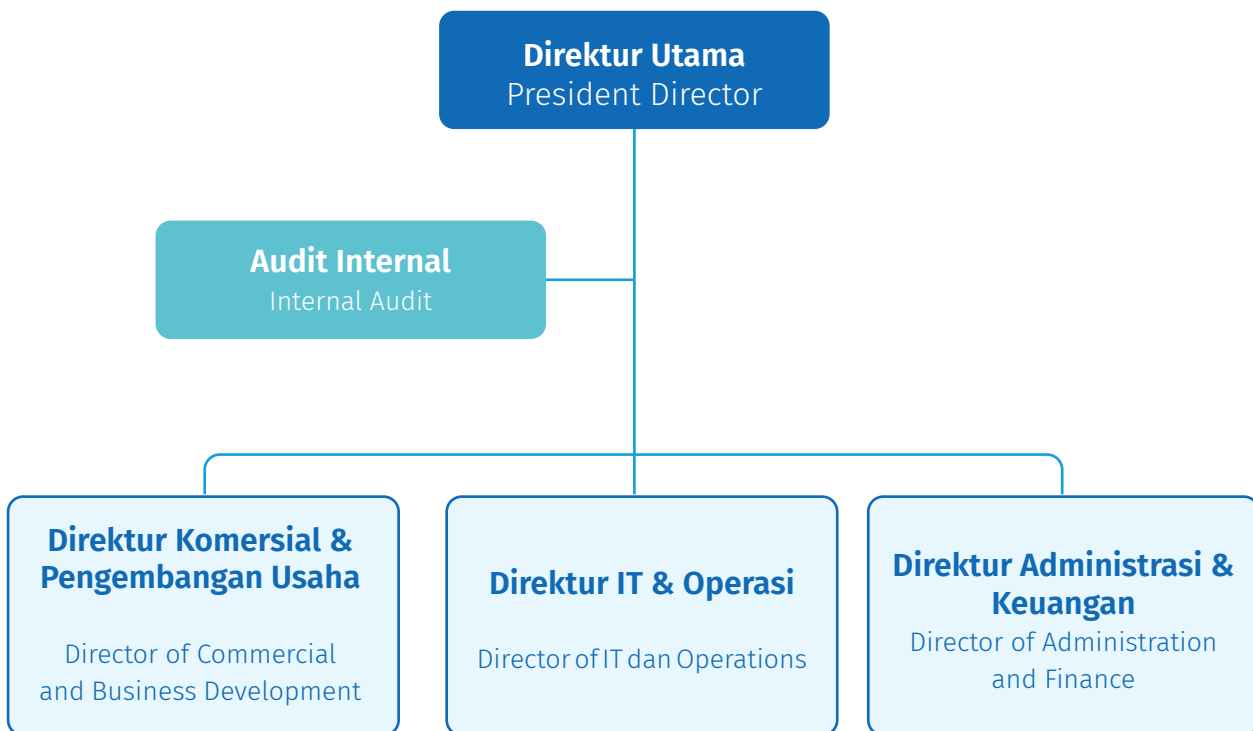 Direktur Utama
President Director
Audit Internal
Internal Audit
Direktur Komersial &
Pengembangan Usaha
Director of Commercial
and Business Development
Direktur IT & Operasi
Director of IT dan Operations
Direktur Administrasi &
Keuangan
Director of Administration
and Finance